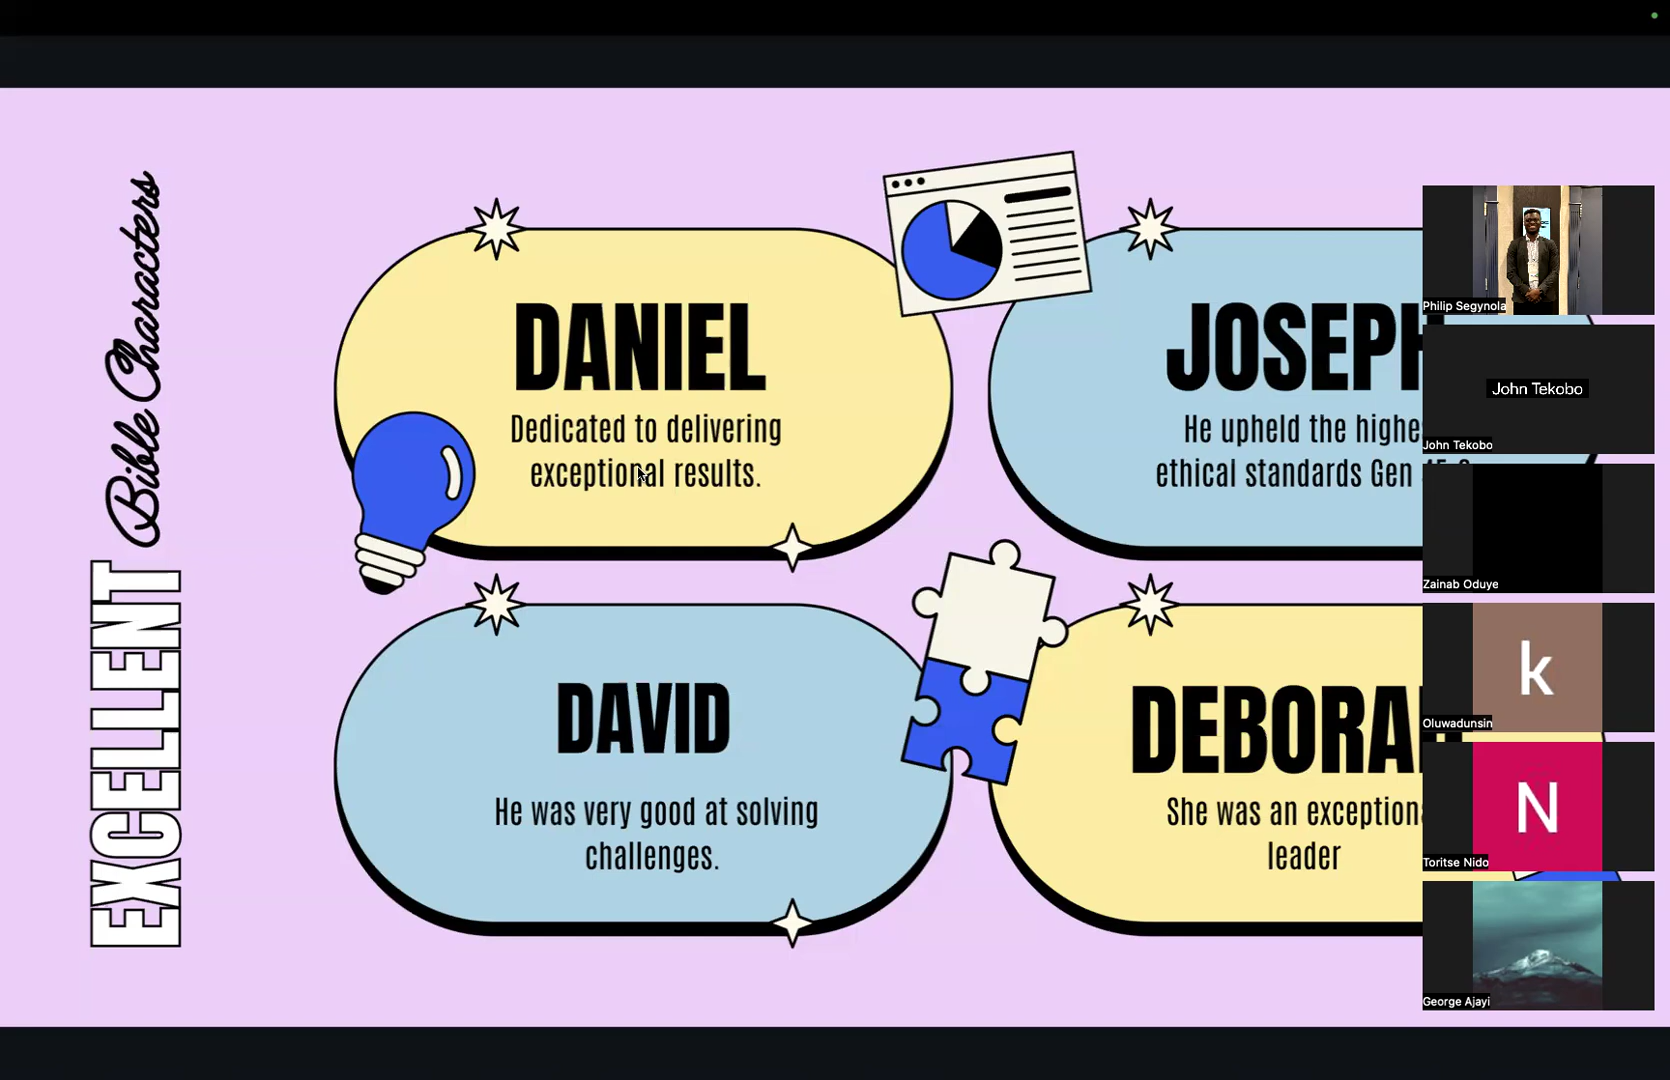 EXCELLENT Bible Characters
DANIEL
Dedicated to delivering
exceptional results.
JOSEPH
He upheld the highe
ethical standards Gen
DAVID
He was very good at solving
challenges.
DEBORAH
She was an exception
leader
Philip Segynola
John Tekobo
John Tekobo
Zainab Oduye
k
Oluwadunsin
N
Toritse Nido
George Ajayi